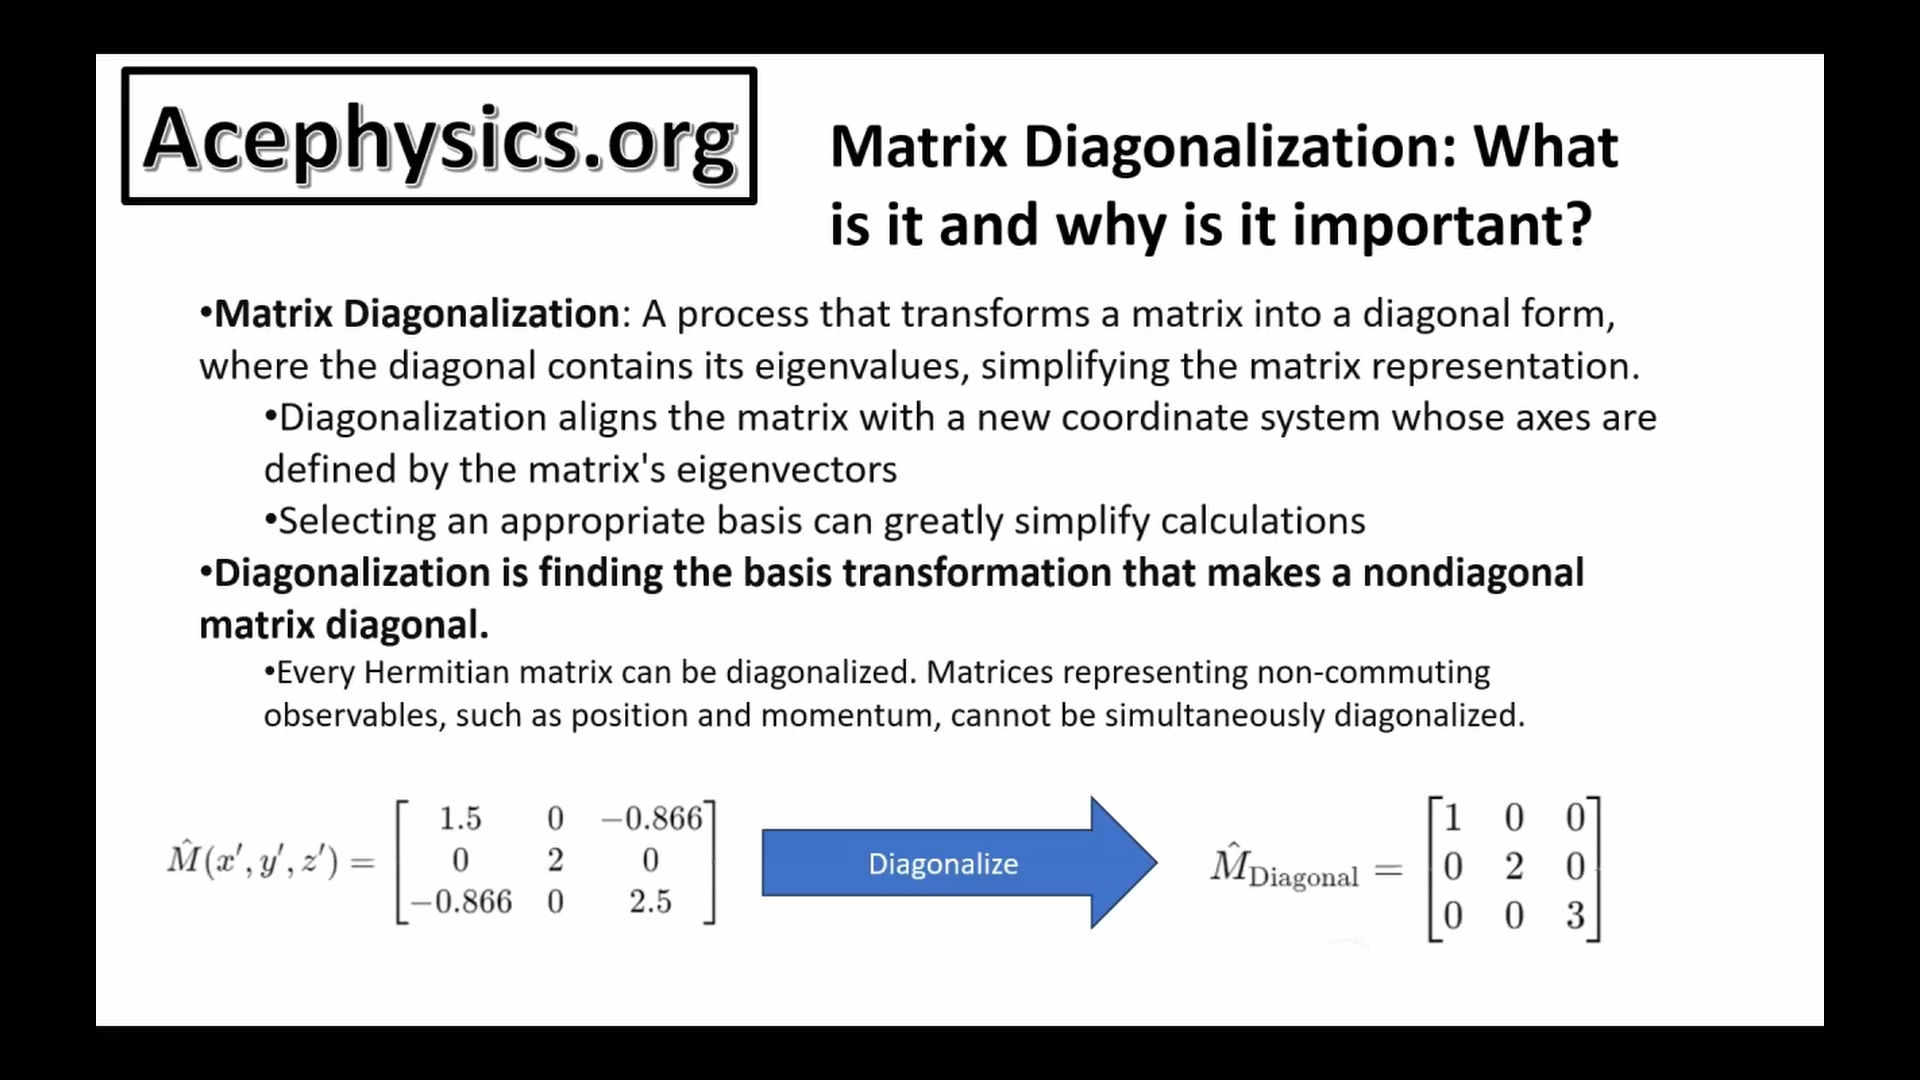 Acephysics.org
Matrix Diagonalization: What
is it and why is it important?
•Matrix Diagonalization: A process that transforms a matrix into a diagonal form,
where the diagonal contains its eigenvalues, simplifying the matrix representation.
•Diagonalization aligns the matrix with a new coordinate system whose axes are
defined by the matrix's eigenvectors
•Selecting an appropriate basis can greatly simplify calculations
•Diagonalization is finding the basis transformation that makes a nondiagonal
matrix diagonal.
•Every Hermitian matrix can be diagonalized. Matrices representing non-commuting
observables, such as position and momentum, cannot be simultaneously diagonalized.
M̂(x′, y′, z′) =
1.5 0 −0.866
0 2 0
−0.866 0 2.5
Diagonalize
M̂Diagonal =
1 0 0
0 2 0
0 0 3